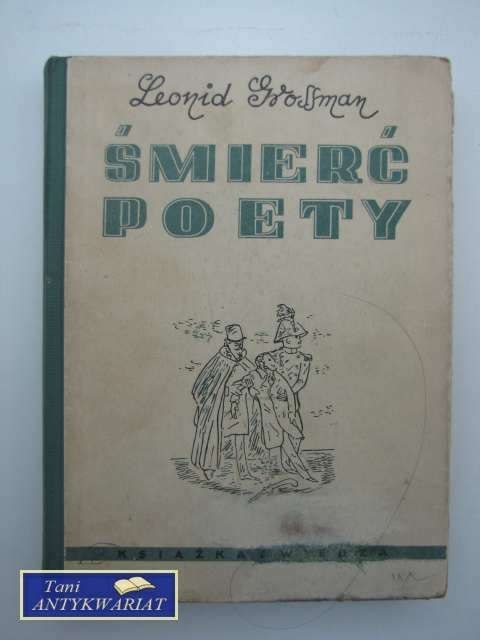 Leonid Grossman
ŚMIERĆ
POETY
KSIĄŻKA I WIEDZA
Tani
ANTYKWARIAT